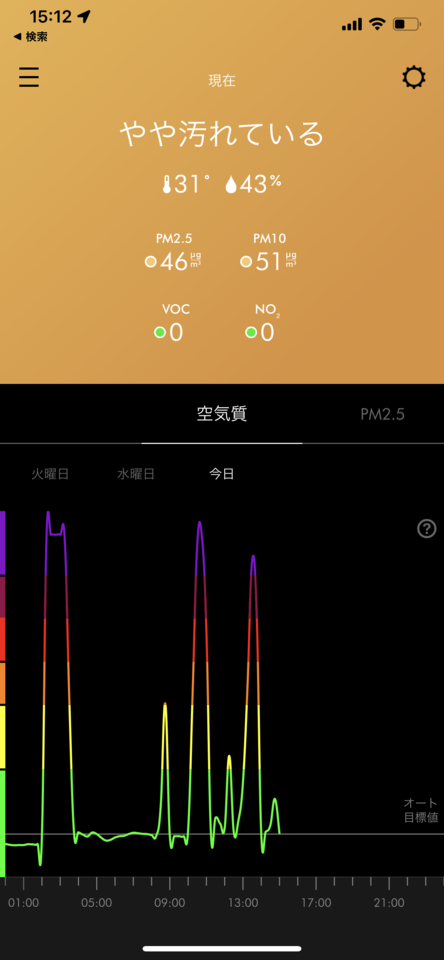 15:12
◀ 検索
現在
やや汚れている
31° 43%
PM2.5 PM10
46 µg/m³ 51 µg/m³
VOC NO₂
0 0
空気質 PM2.5
火曜日 水曜日 今日
?
オート
目標値
01:00 05:00 09:00 13:00 17:00 21:00